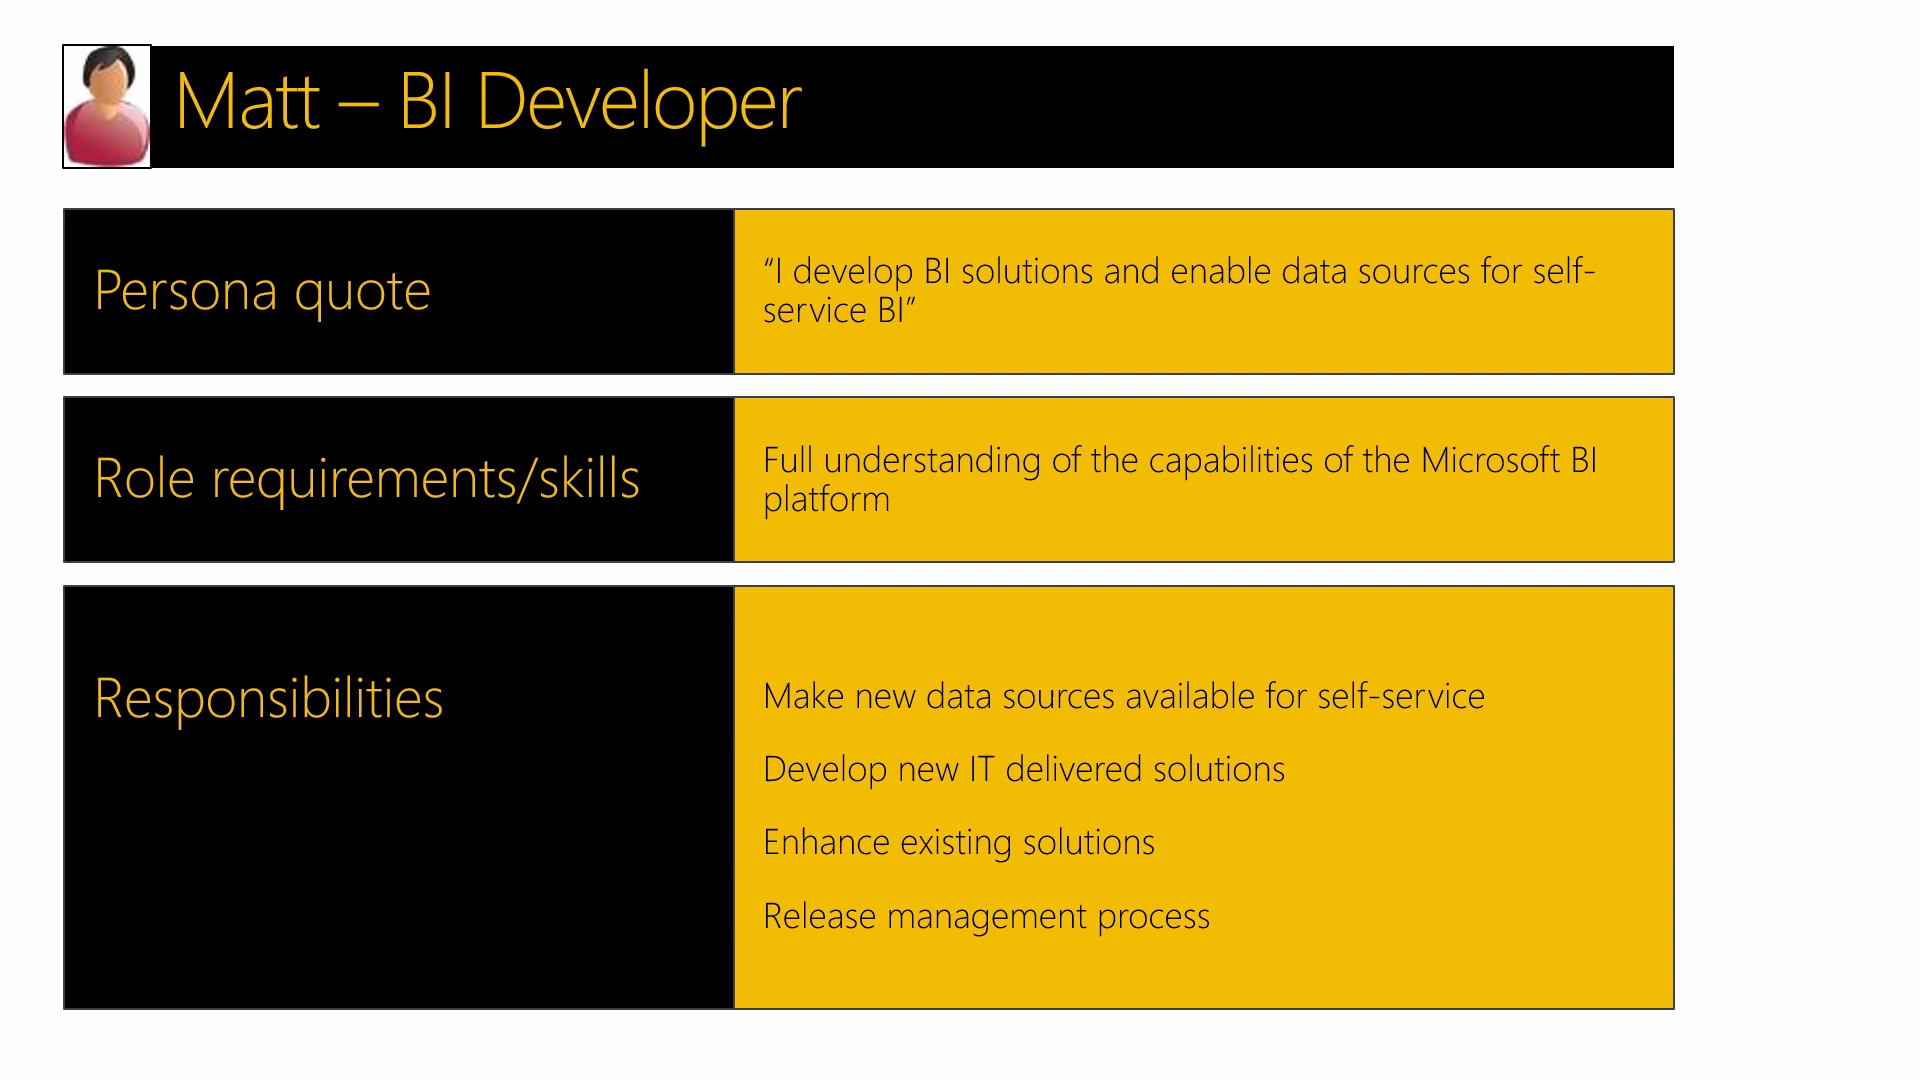 Matt – BI Developer
Persona quote
“I develop BI solutions and enable data sources for self-
service BI”
Role requirements/skills
Full understanding of the capabilities of the Microsoft BI
platform
Responsibilities
Make new data sources available for self-service
Develop new IT delivered solutions
Enhance existing solutions
Release management process